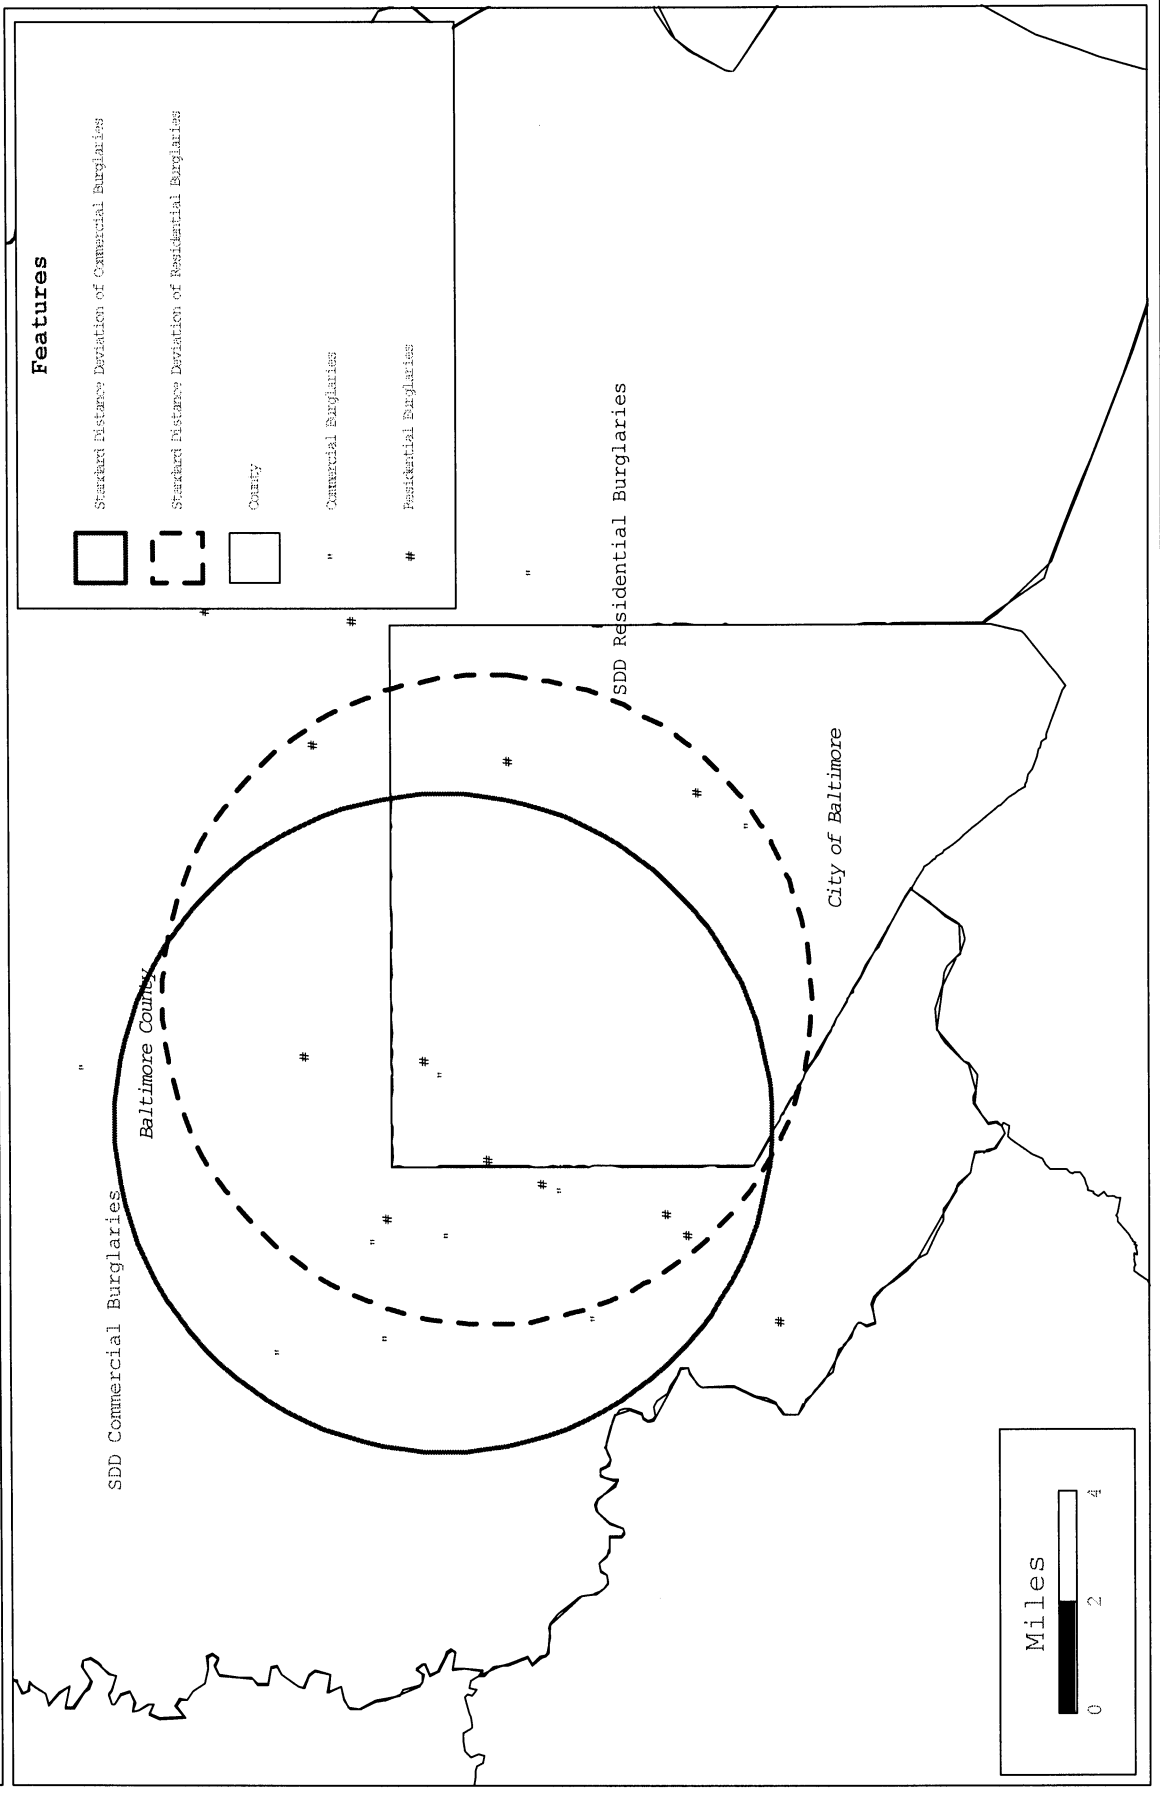 Features
Standard Distance Deviation of Commercial Burglaries
Standard Distance Deviation of Residential Burglaries
County
" Commercial Burglaries
# Residential Burglaries
SDD Commercial Burglaries
Baltimore County
SDD Residential Burglaries
City of Baltimore
Miles
0 2 4